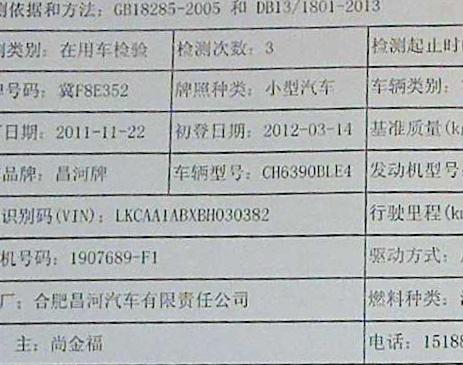 测依据和方法: GB18285-2005 和 DB13/1801-2013
测类别: 在用车检验 检测次数: 3 检测起止时
牌号码: 冀F8E352 牌照种类: 小型汽车 车辆类别:
日期: 2011-11-22 初登日期: 2012-03-14 基准质量(k
品牌: 昌河牌 车辆型号: CH6390BLE4 发动机型号
识别码(VIN): LKCAA1ABXBH030382 行驶里程(k
机号码: 1907689-F1 驱动方式:
厂: 合肥昌河汽车有限责任公司 燃料种类:
主: 尚金福 电话: 15188